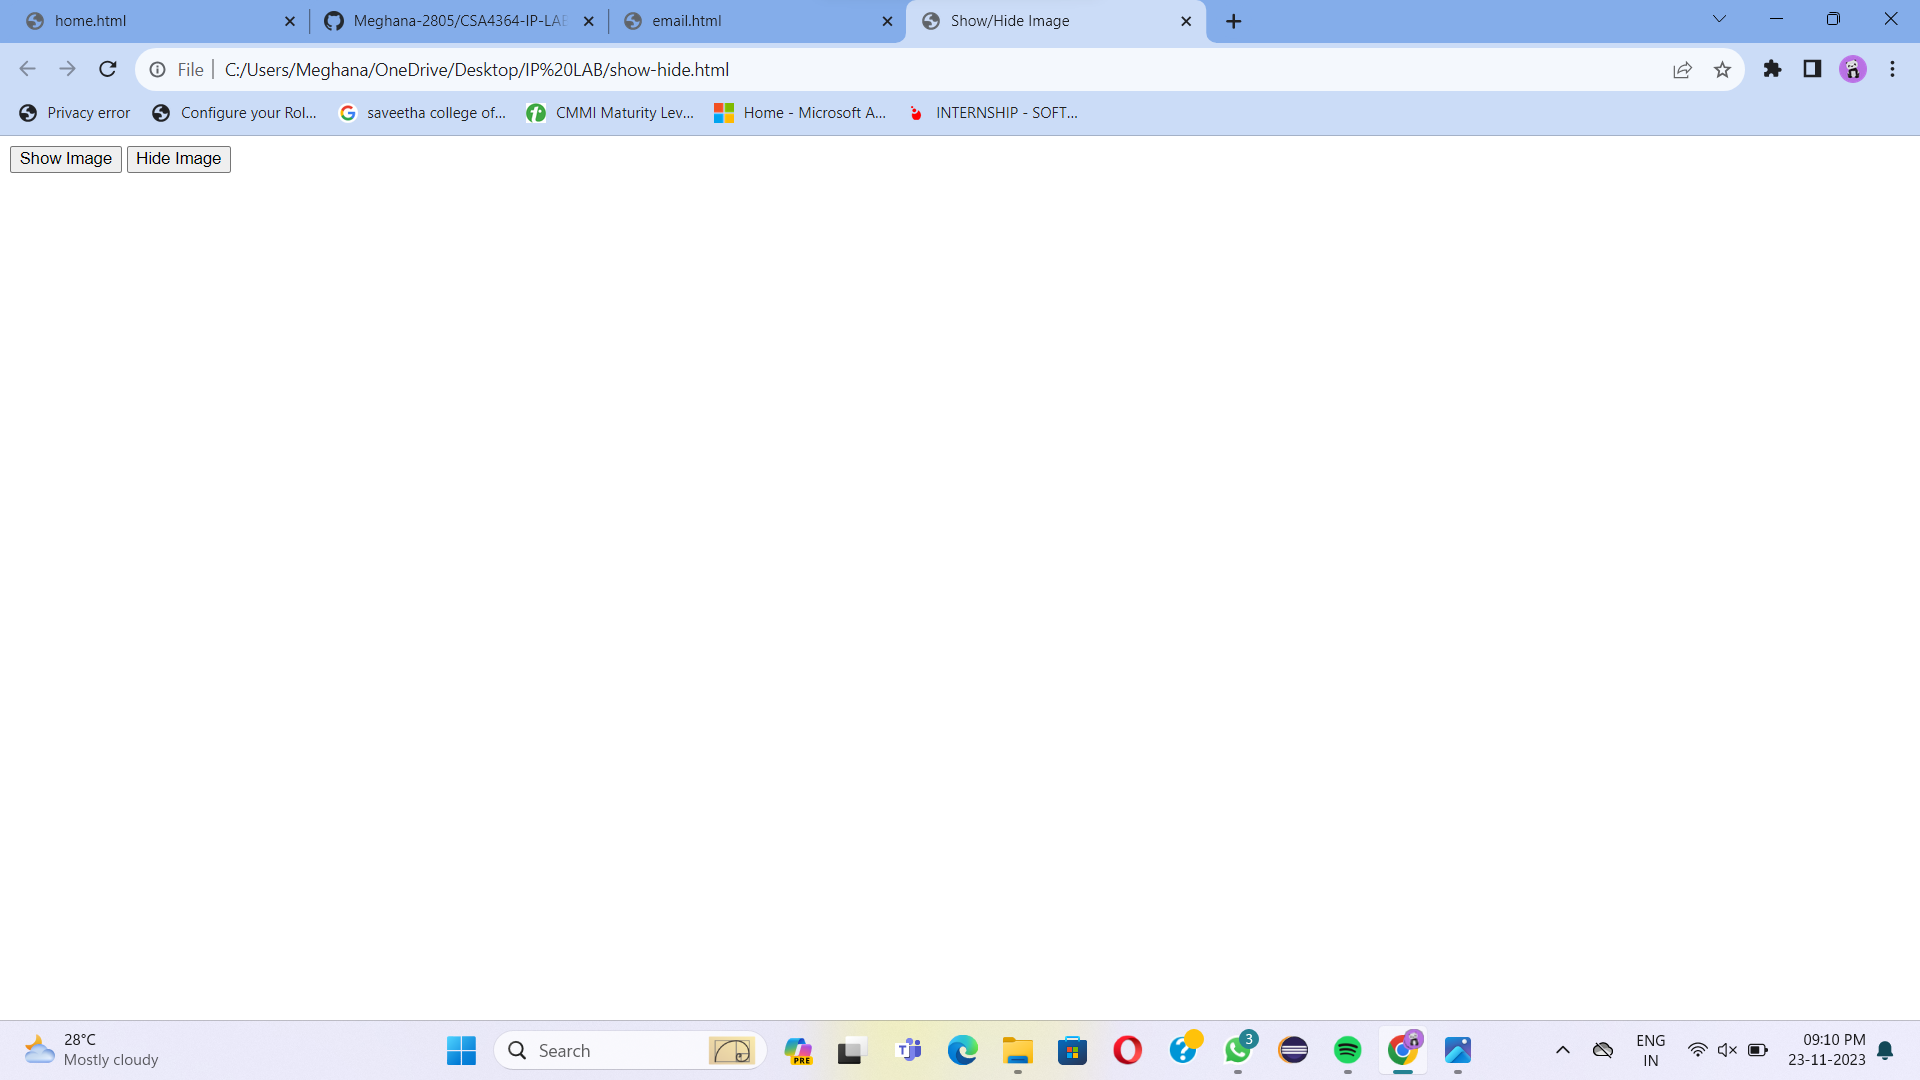 home.html
Meghana-2805/CSA4364-IP-LAB
email.html
Show/Hide Image
File
C:/Users/Meghana/OneDrive/Desktop/IP%20LAB/show-hide.html
Privacy error
Configure your Rol...
saveetha college of...
CMMI Maturity Lev...
Home - Microsoft A...
INTERNSHIP - SOFT...
Show Image
Hide Image
28°C
Mostly cloudy
Search
PRE
3
ENG
IN
09:10 PM
23-11-2023